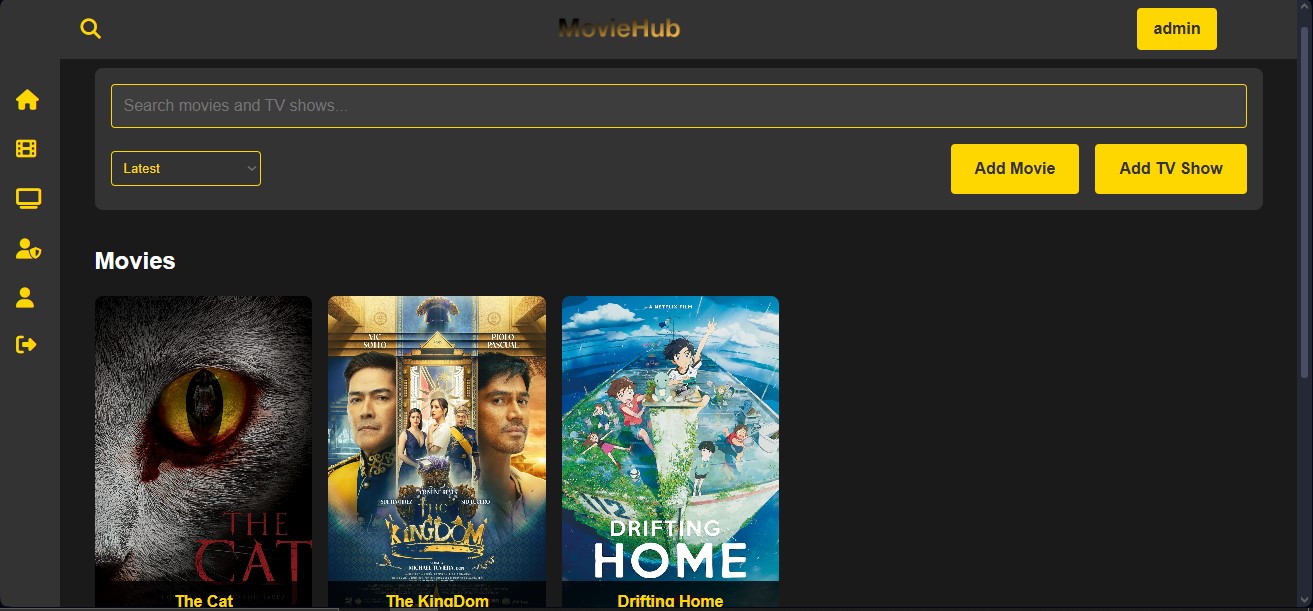 MovieHub
admin
Search movies and TV shows...
Latest
Add Movie
Add TV Show
Movies
THE
CAT
The Cat
VIC
SOTTO
PIOLO
PASCUAL
THE
KINGDOM
The KingDom
A NETFLIX FILM
DRIFTING
HOME
Drifting Home